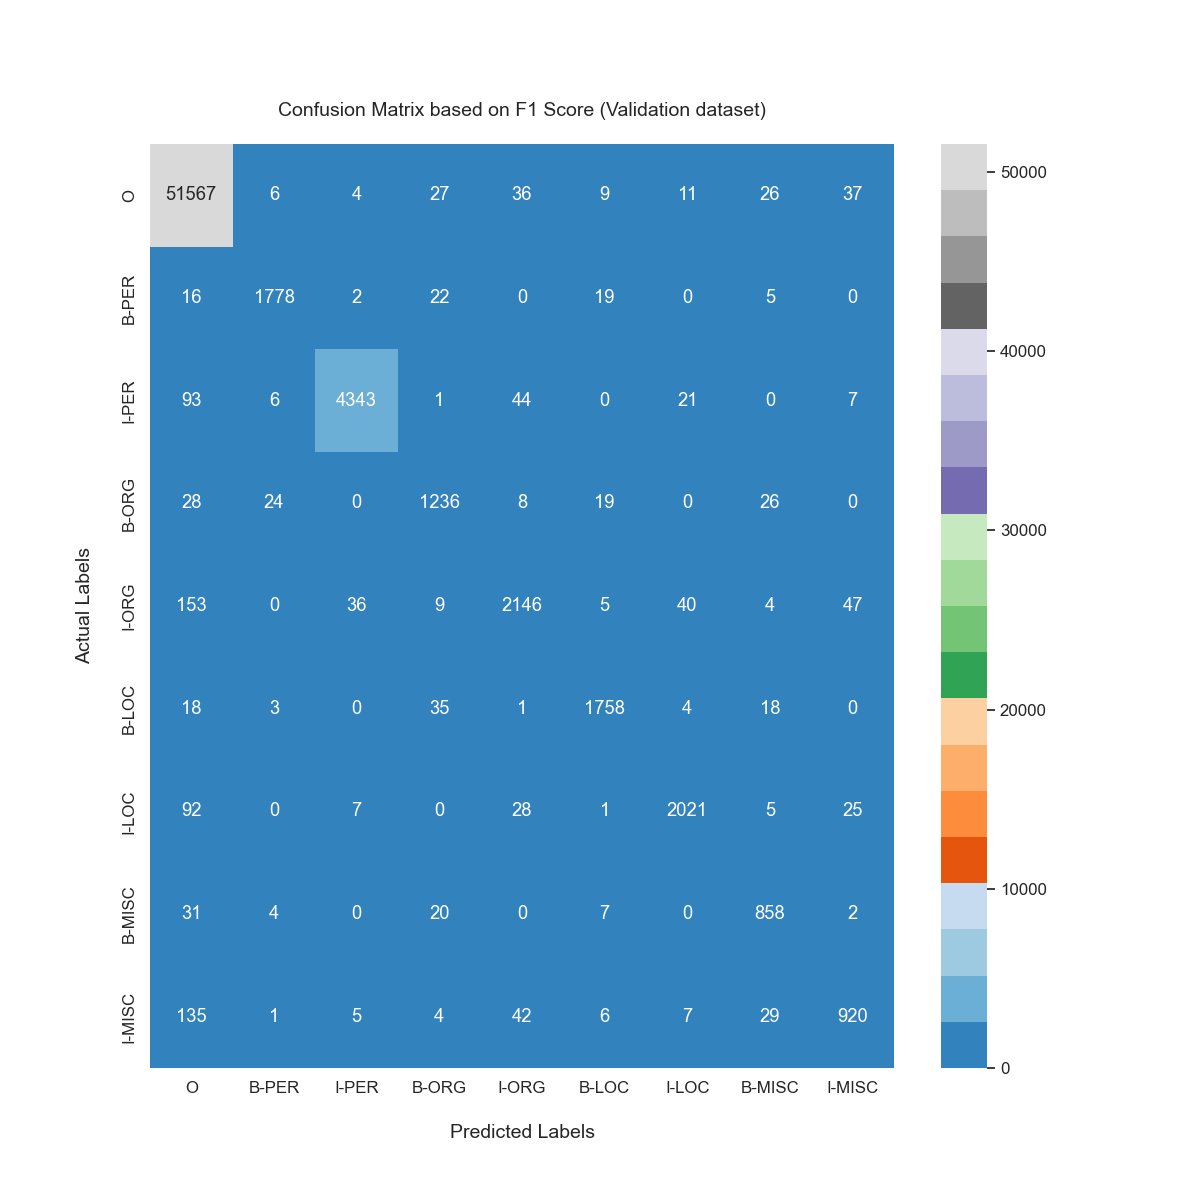 Confusion Matrix based on F1 Score (Validation dataset)
Actual Labels
O 51567 6 4 27 36 9 11 26 37
B-PER 16 1778 2 22 0 19 0 5 0
I-PER 93 6 4343 1 44 0 21 0 7
B-ORG 28 24 0 1236 8 19 0 26 0
I-ORG 153 0 36 9 2146 5 40 4 47
B-LOC 18 3 0 35 1 1758 4 18 0
I-LOC 92 0 7 0 28 1 2021 5 25
B-MISC 31 4 0 20 0 7 0 858 2
I-MISC 135 1 5 4 42 6 7 29 920
O B-PER I-PER B-ORG I-ORG B-LOC I-LOC B-MISC I-MISC
Predicted Labels
50000
40000
30000
20000
10000
0